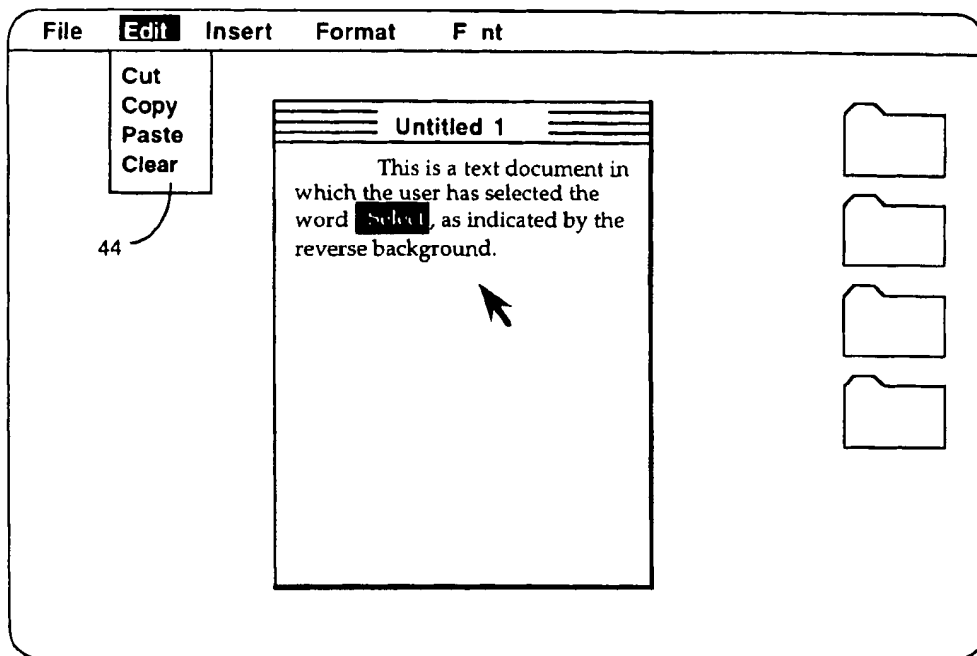 File Edit Insert Format F nt
Cut
Copy
Paste
Clear
44
Untitled 1
This is a text document in
which the user has selected the
word Select, as indicated by the
reverse background.